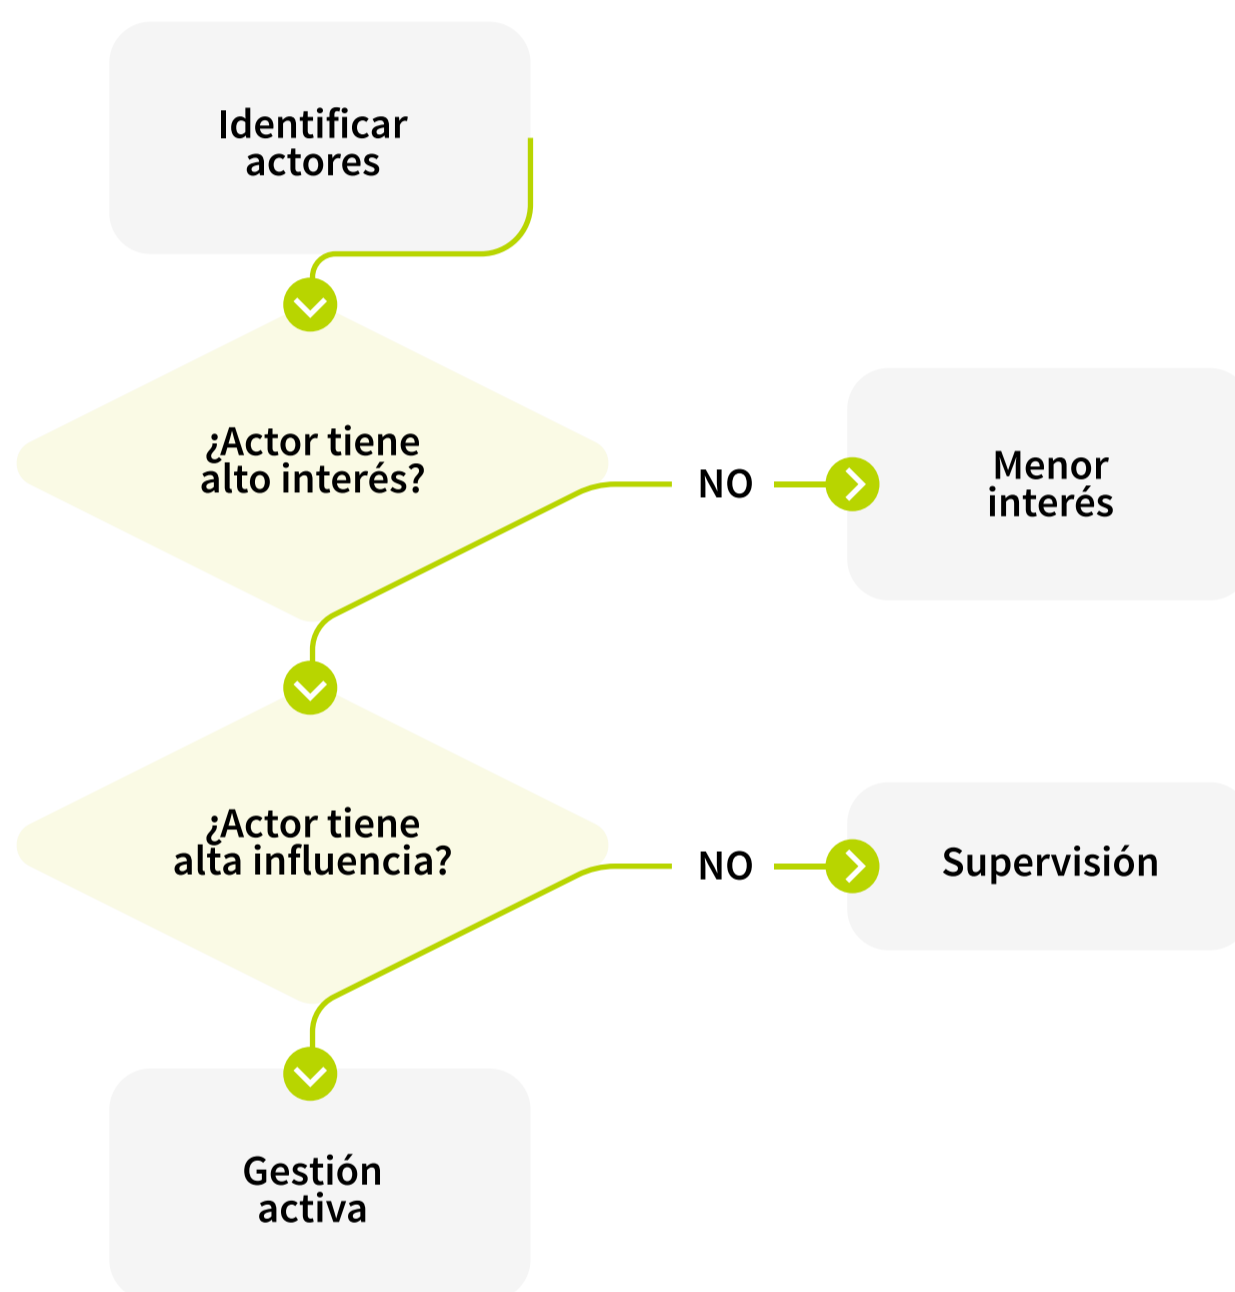 Identificar
actores
¿Actor tiene
alto interés?
NO
Menor
interés
¿Actor tiene
alta influencia?
NO
Supervisión
Gestión
activa